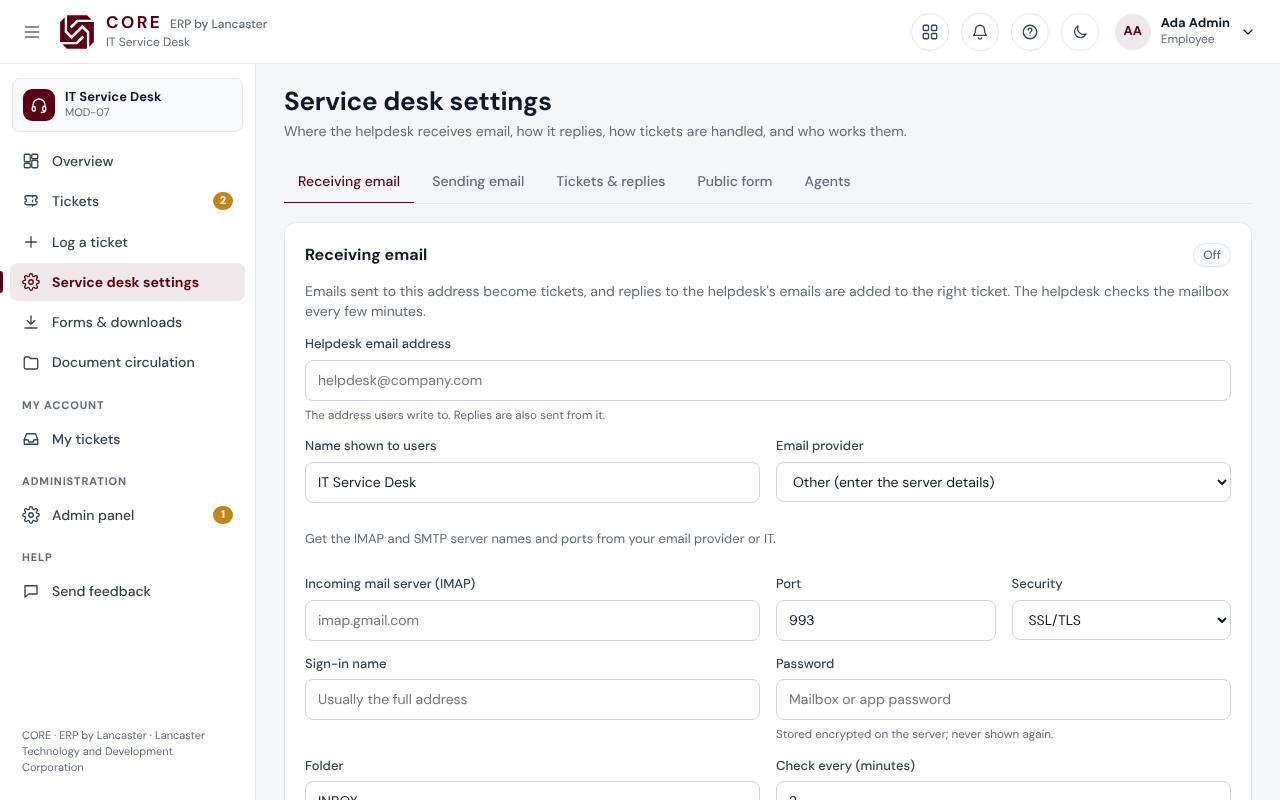 CORE ERP by Lancaster
IT Service Desk
AA
Ada Admin
Employee
IT Service Desk
MOD-07
Overview
Tickets 2
Log a ticket
Service desk settings
Forms & downloads
Document circulation
MY ACCOUNT
My tickets
ADMINISTRATION
Admin panel 1
HELP
Send feedback
CORE · ERP by Lancaster · Lancaster
Technology and Development
Corporation
Service desk settings
Where the helpdesk receives email, how it replies, how tickets are handled, and who works them.
Receiving email Sending email Tickets & replies Public form Agents
Receiving email Off
Emails sent to this address become tickets, and replies to the helpdesk's emails are added to the right ticket. The helpdesk checks the mailbox
every few minutes.
Helpdesk email address
helpdesk@company.com
The address users write to. Replies are also sent from it.
Name shown to users Email provider
IT Service Desk Other (enter the server details)
Get the IMAP and SMTP server names and ports from your email provider or IT.
Incoming mail server (IMAP) Port Security
imap.gmail.com 993 SSL/TLS
Sign-in name Password
Usually the full address Mailbox or app password
Stored encrypted on the server; never shown again.
Folder Check every (minutes)
INBOX 2